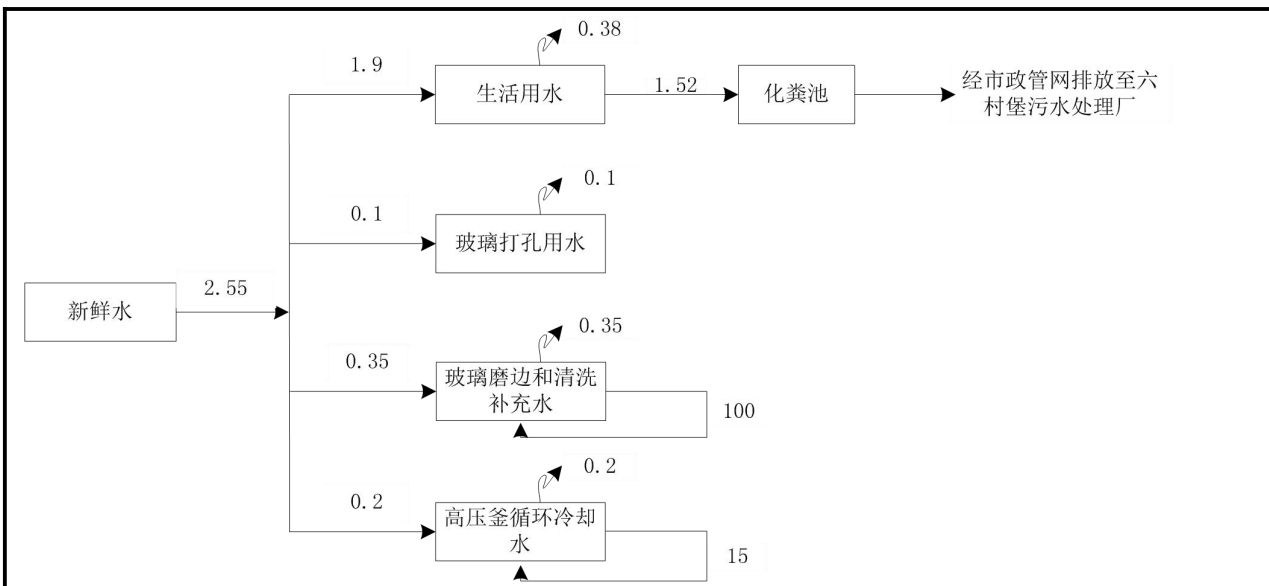 0.38
1.9
生活用水
1.52
化粪池
经市政管网排放至六
村堡污水处理厂
0.1
0.1
玻璃打孔用水
2.55
新鲜水
0.35
0.35
玻璃磨边和清洗
补充水
100
0.2
0.2
高压釜循环冷却
水
15